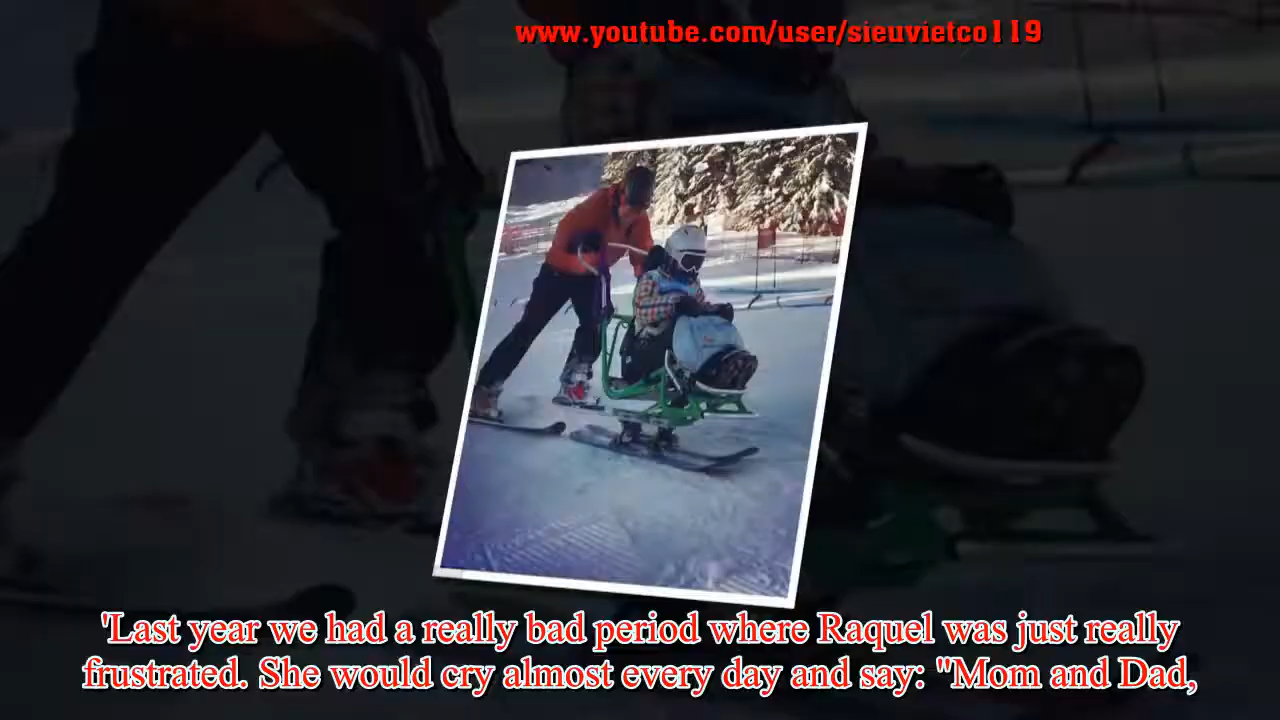 www.youtube.com/user/sieuvietco119
'Last year we had a really bad period where Raquel was just really
frustrated. She would cry almost every day and say: "Mom and Dad,